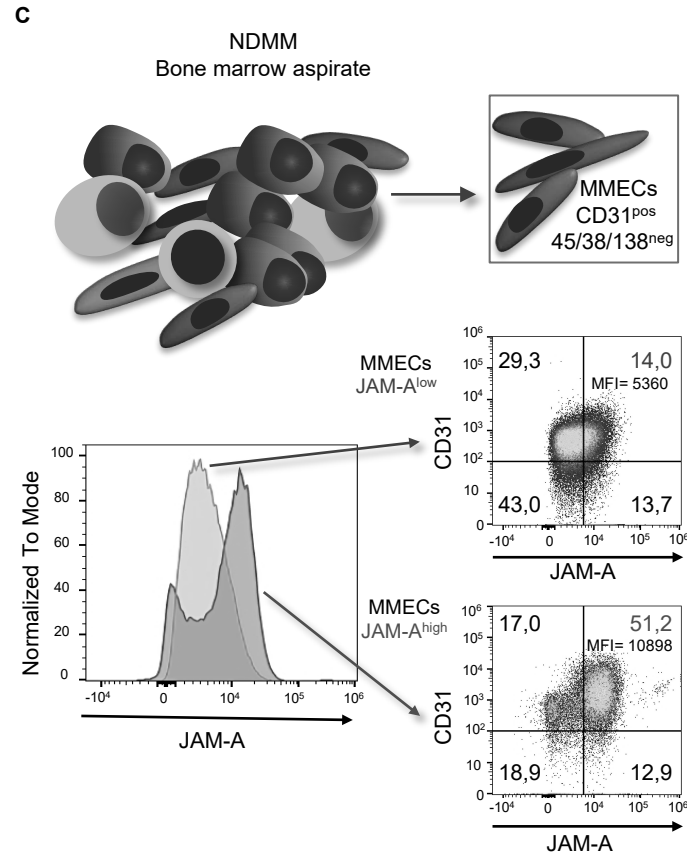 C
NDMM
Bone marrow aspirate
MMECs
CD31pos
45/38/138neg
MMECs
JAM-Alow
10⁶
10⁵
10⁴
10³
10²
10
0
CD31
29,3
14,0
MFI= 5360
43,0
13,7
-10⁴
0
10⁴
10⁵
10⁶
JAM-A
Normalized To Mode
100
80
60
40
20
0
-10⁴
0
10⁴
10⁵
10⁶
JAM-A
MMECs
JAM-Ahigh
10⁶
10⁵
10⁴
10³
10²
10
0
CD31
17,0
51,2
MFI= 10898
18,9
12,9
-10⁴
0
10⁴
10⁵
10⁶
JAM-A